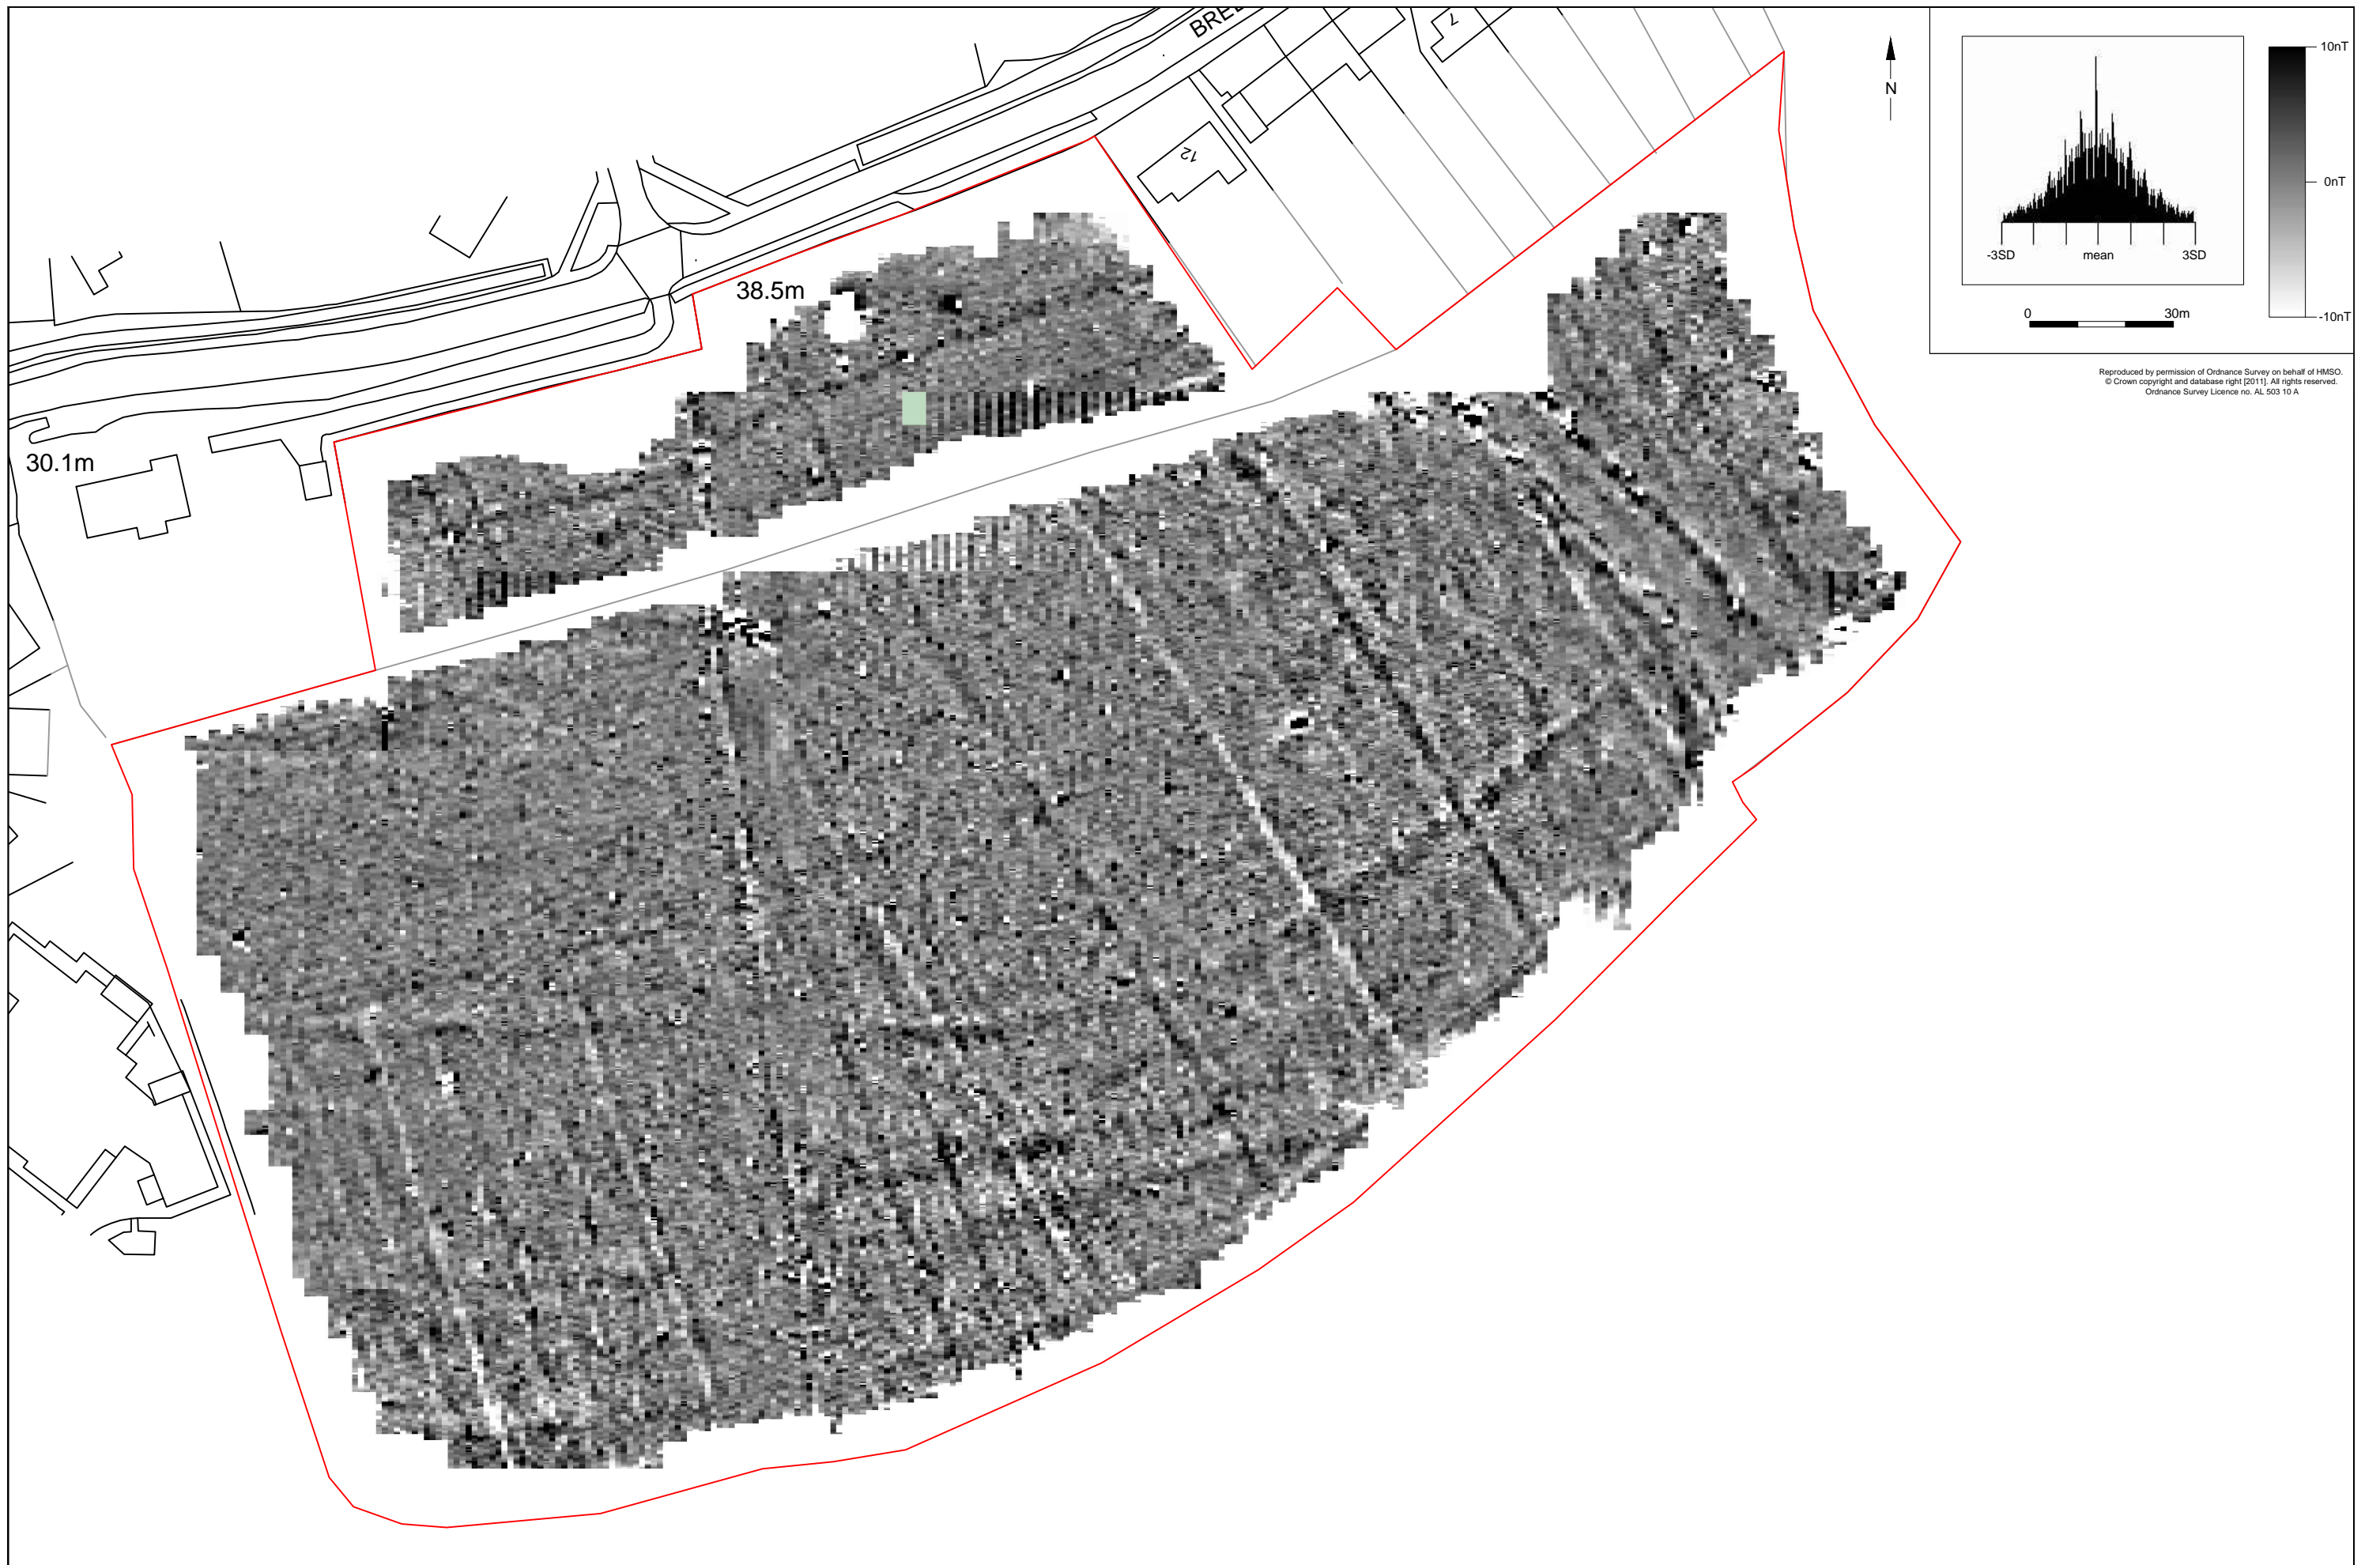 7
N
12
38.5m
30.1m
10nT
0nT
-10nT
-3SD
mean
3SD
0
30m
Reproduced by permission of Ordnance Survey on behalf of HMSO.
© Crown copyright and database right [2011]. All rights reserved.
Ordnance Survey Licence no. AL 503 10 A